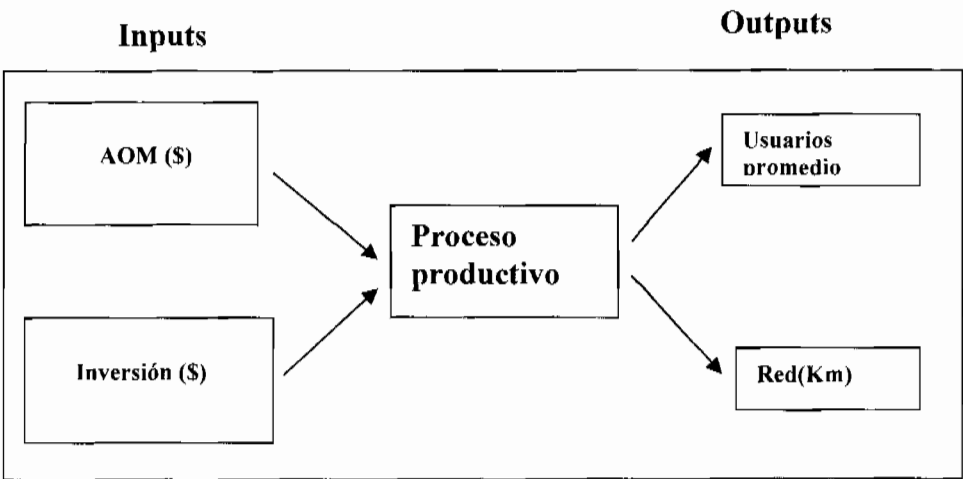 Inputs
Outputs
AOM ($)
Usuarios
promedio
Proceso
productivo
Inversión ($)
Red(Km)